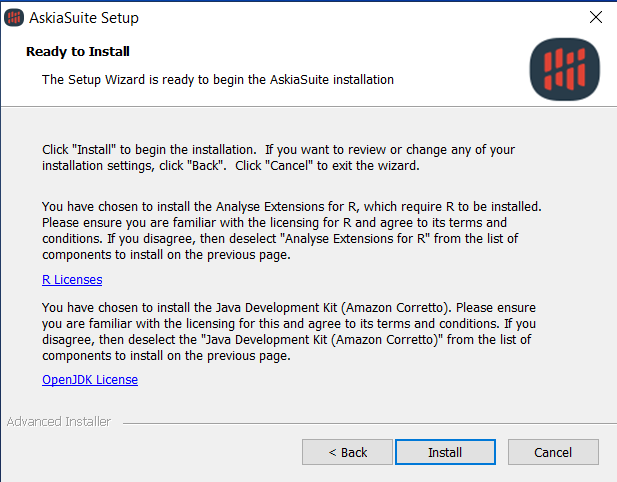 AskiaSuite Setup
Ready to Install
The Setup Wizard is ready to begin the AskiaSuite installation
Click "Install" to begin the installation.  If you want to review or change any of your
installation settings, click "Back".  Click "Cancel" to exit the wizard.
You have chosen to install the Analyse Extensions for R, which require R to be installed.
Please ensure you are familiar with the licensing for R and agree to its terms and
conditions. If you disagree, then deselect "Analyse Extensions for R" from the list of
components to install on the previous page.
R Licenses
You have chosen to install the Java Development Kit (Amazon Corretto). Please ensure
you are familiar with the licensing for this and agree to its terms and conditions. If you
disagree, then deselect the "Java Development Kit (Amazon Corretto)" from the list of
components to install on the previous page.
OpenJDK License
Advanced Installer
< Back
Install
Cancel